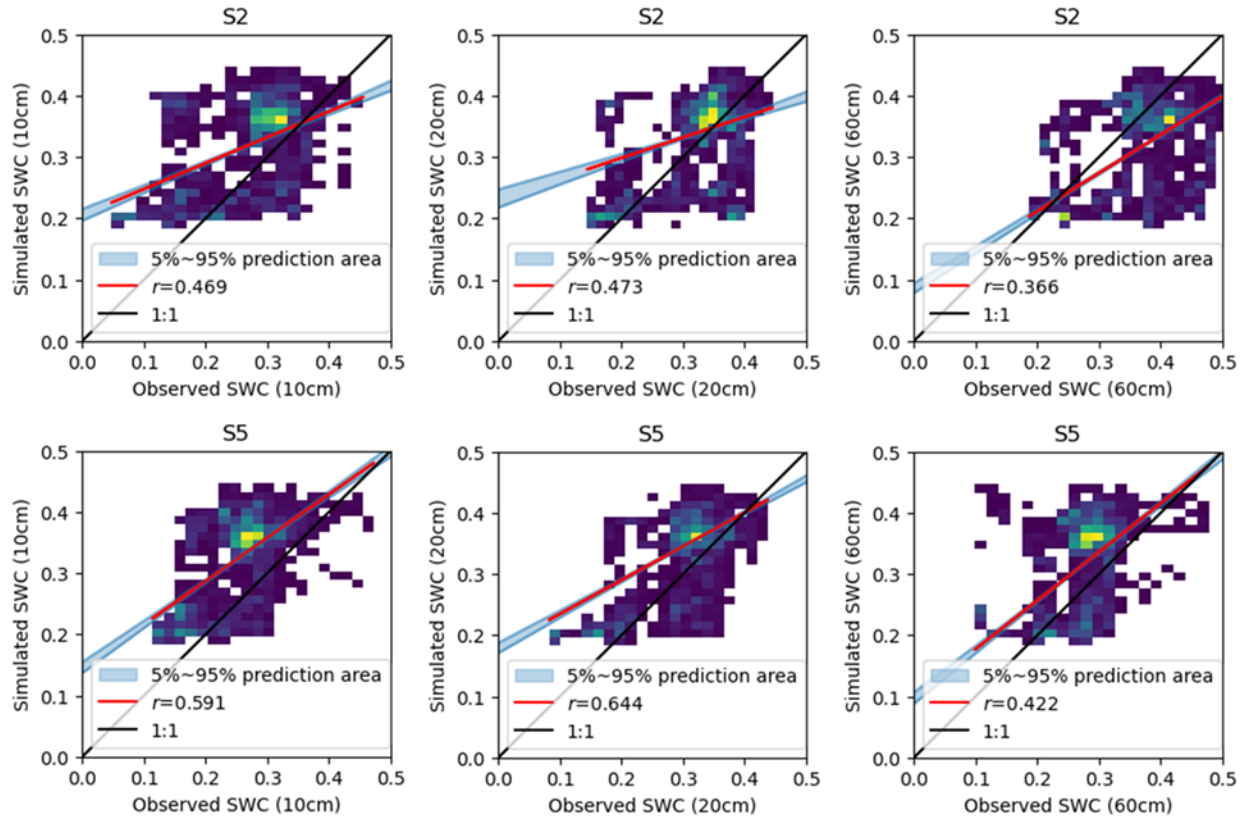 S2
0.5
0.4
0.3
0.2
0.1
0.0
Simulated SWC (10cm)
5%~95% prediction area
r=0.469
1:1
0.0 0.1 0.2 0.3 0.4 0.5
Observed SWC (10cm)
S2
0.5
0.4
0.3
0.2
0.1
0.0
Simulated SWC (20cm)
5%~95% prediction area
r=0.473
1:1
0.0 0.1 0.2 0.3 0.4 0.5
Observed SWC (20cm)
S2
0.5
0.4
0.3
0.2
0.1
0.0
Simulated SWC (60cm)
5%~95% prediction area
r=0.366
1:1
0.0 0.1 0.2 0.3 0.4 0.5
Observed SWC (60cm)
S5
0.5
0.4
0.3
0.2
0.1
0.0
Simulated SWC (10cm)
5%~95% prediction area
r=0.591
1:1
0.0 0.1 0.2 0.3 0.4 0.5
Observed SWC (10cm)
S5
0.5
0.4
0.3
0.2
0.1
0.0
Simulated SWC (20cm)
5%~95% prediction area
r=0.644
1:1
0.0 0.1 0.2 0.3 0.4 0.5
Observed SWC (20cm)
S5
0.5
0.4
0.3
0.2
0.1
0.0
Simulated SWC (60cm)
5%~95% prediction area
r=0.422
1:1
0.0 0.1 0.2 0.3 0.4 0.5
Observed SWC (60cm)